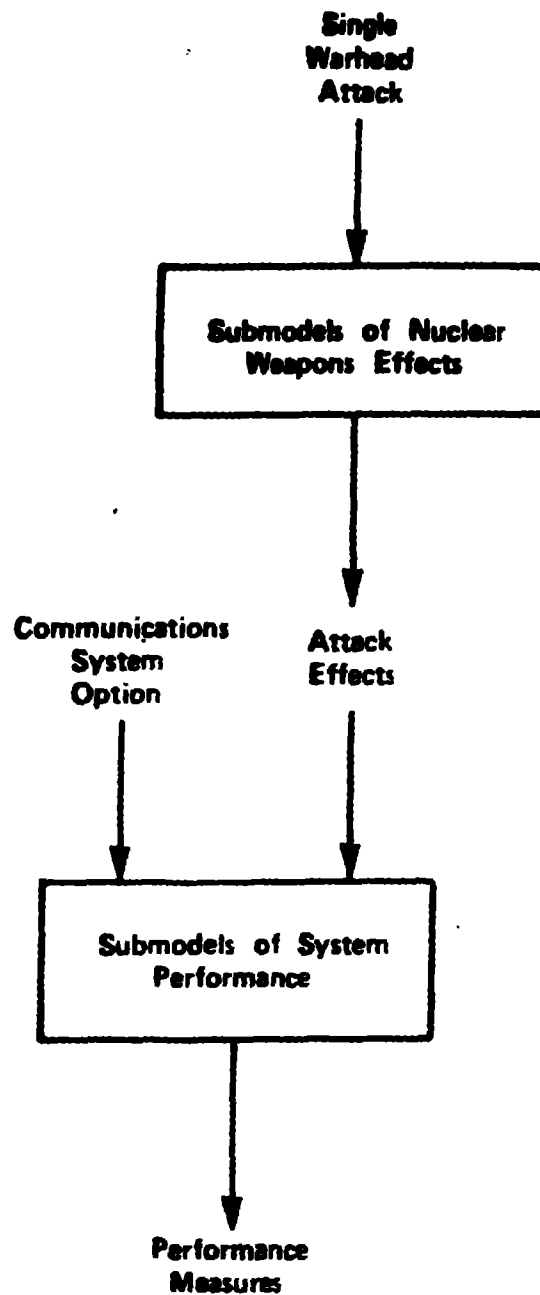 Single
Warhead
Attack
Submodels of Nuclear
Weapons Effects
Communications
System
Option
Attack
Effects
Submodels of System
Performance
Performance
Measures